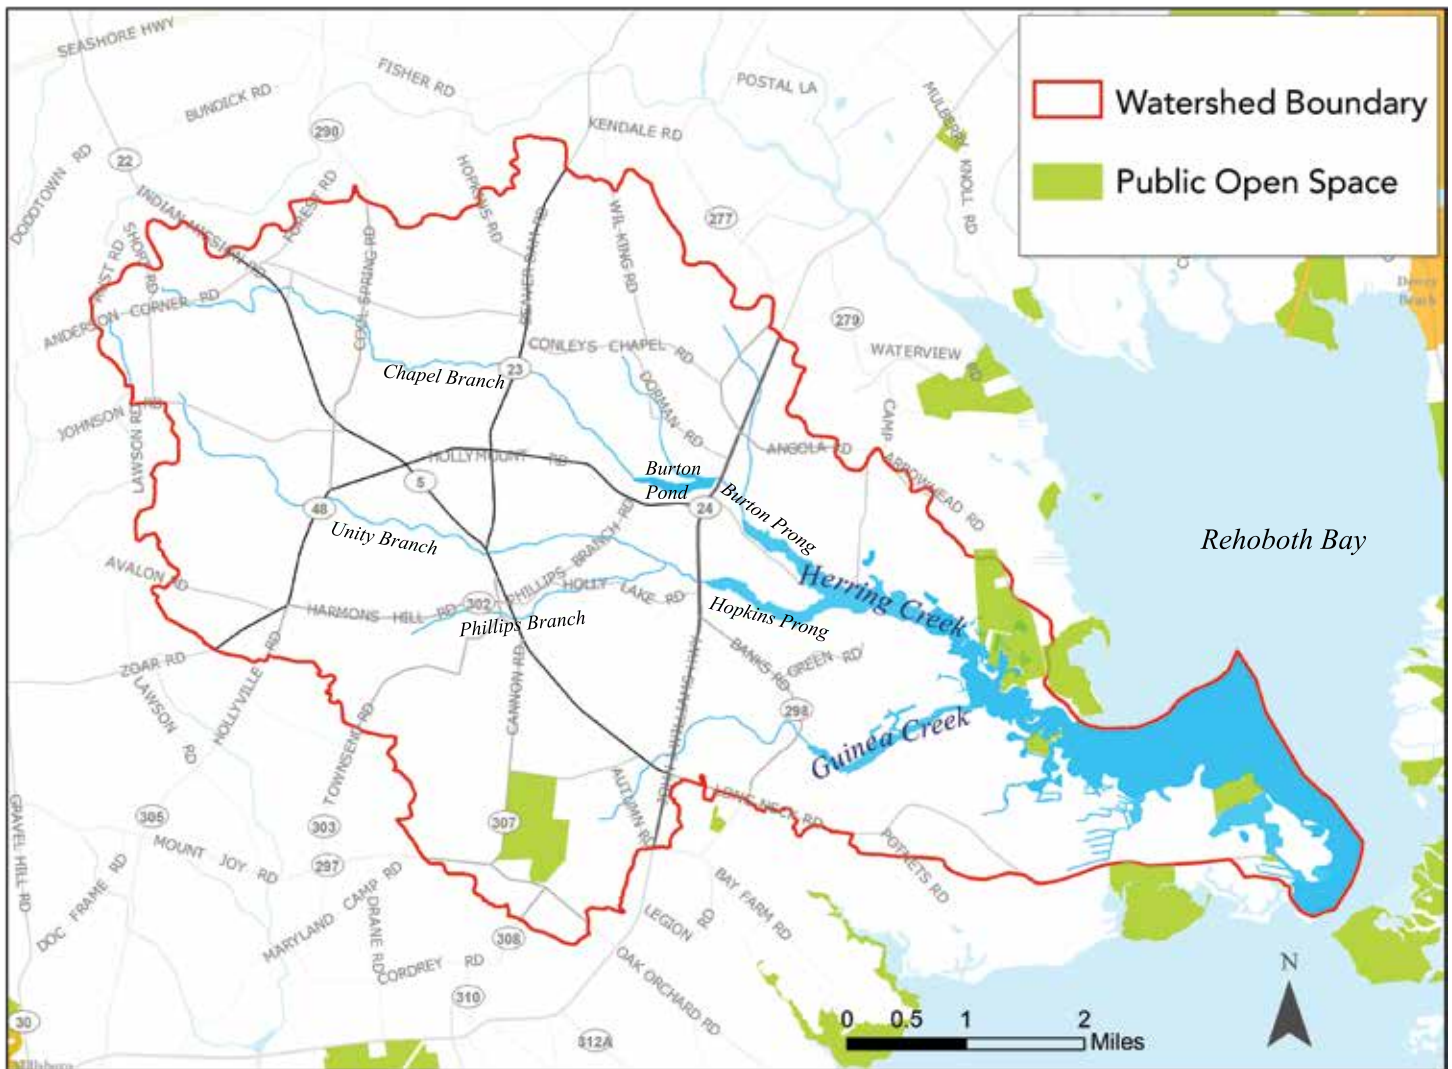 SEASHORE HWY
FISHER RD
POSTAL LA
BUNDICK RD
290
KENDALE RD
MULBERRY KNOLL RD
Watershed Boundary
Public Open Space
22
DODDTOWN RD
INDIAN MISSION RD
FOREST RD
HOPKINS RD
WIL KING RD
277
SHORT RD
BEAVER DAM RD
COOL SPRING RD
Dewey
Beach
ANDERSON CORNER RD
279
CONLEYS CHAPEL RD
WATERVIEW RD
Chapel Branch
23
DORMAN RD
JOHNSON RD
LAWSON RD
CAMP ARROWHEAD RD
ANGOLA RD
HOLLYMOUNT RD
Burton
Pond
5
48
24
Burton Prong
Unity Branch
Rehoboth Bay
AVALON RD
PHILLIPS BRANCH RD
HOLLY LAKE RD
Herring Creek
HARMONS HILL RD
302
Phillips Branch
Hopkins Prong
ZOAR RD
LAWSON RD
HOLLYVILLE RD
CANNON RD
BANKS RD
GREEN RD
298
Guinea Creek
TOWNSEND RD
JOHN J WILLIAMS HWY
AUTUMN RD
LONG NECK RD
POTNETS RD
GRAVEL HILL RD
305
303
307
MOUNT JOY RD
297
DOC FRAME RD
MARYLAND CAMP RD
DRANE RD
BAY FARM RD
LEGION RD
308
CORDREY RD
OAK ORCHARD RD
310
312A
30
N
0 0.5 1 2
Miles